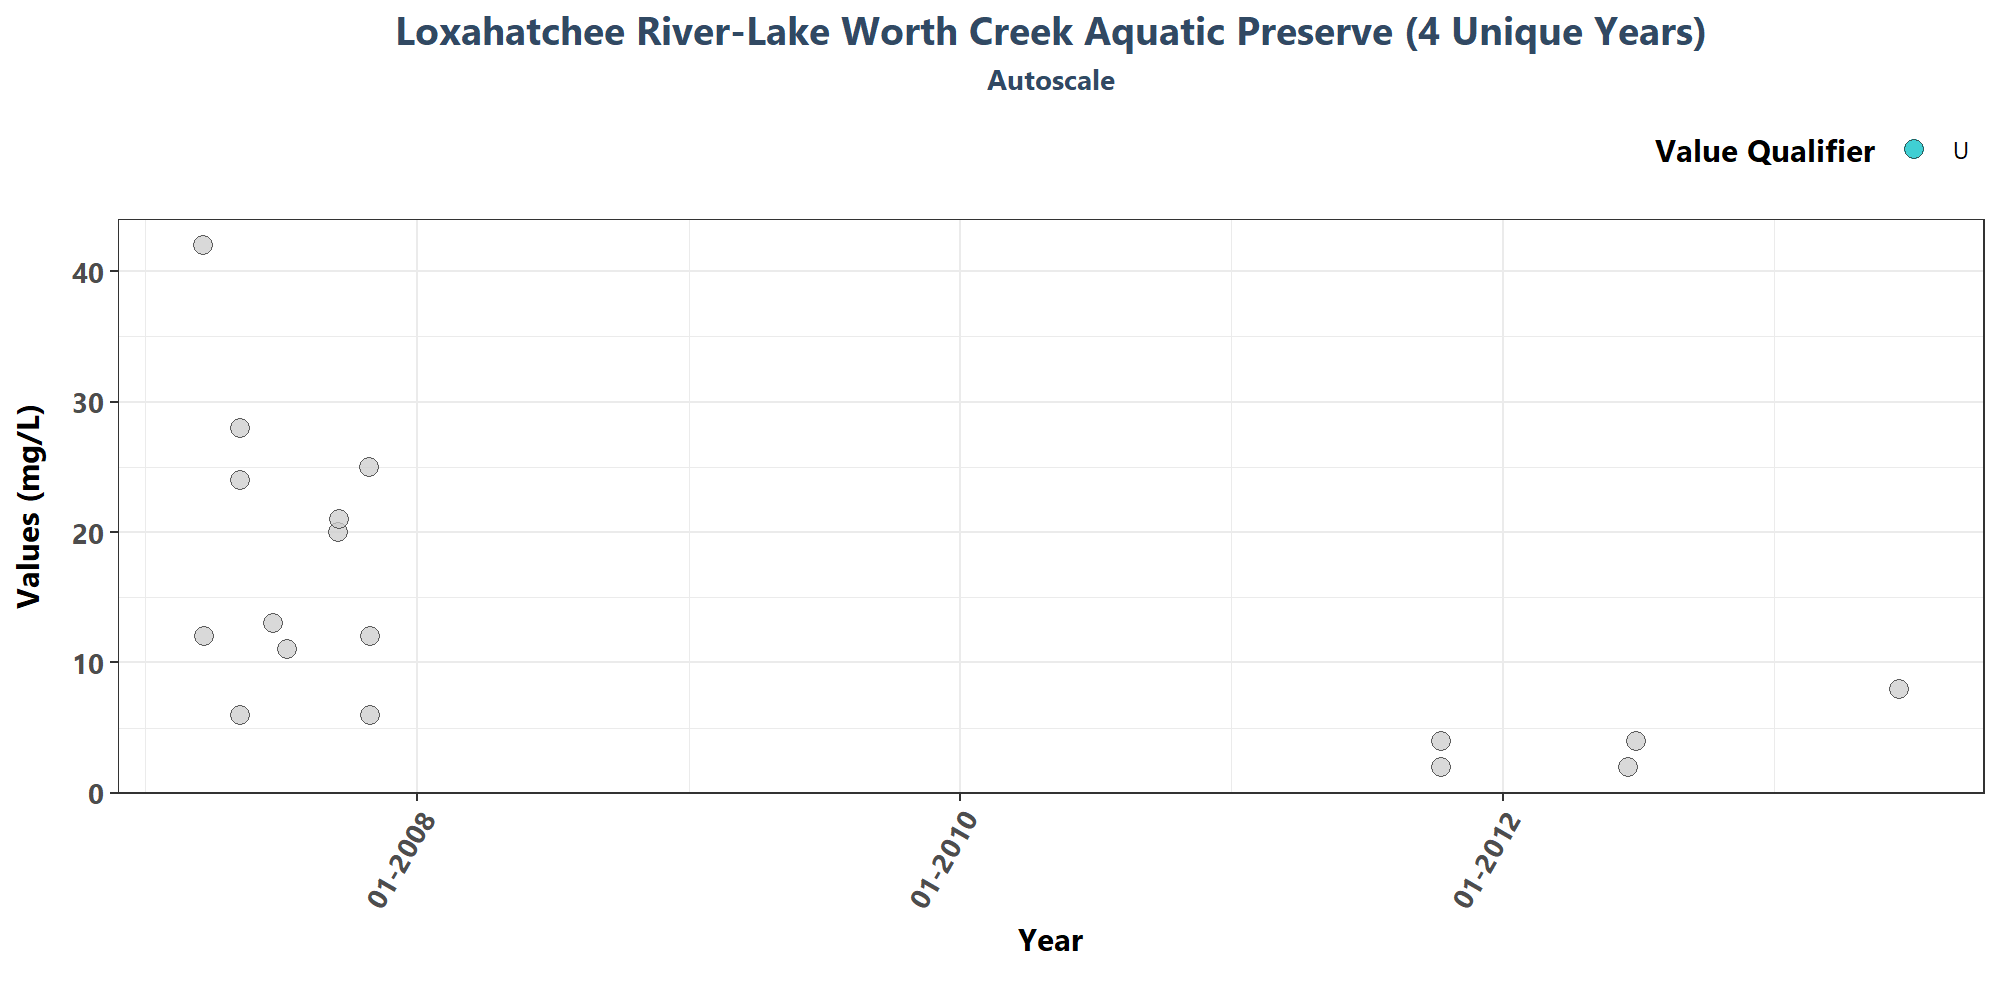 Loxahatchee River-Lake Worth Creek Aquatic Preserve (4 Unique Years)
Autoscale
Value Qualifier U
Values (mg/L)
40
30
20
10
0
01-2008
01-2010
01-2012
Year